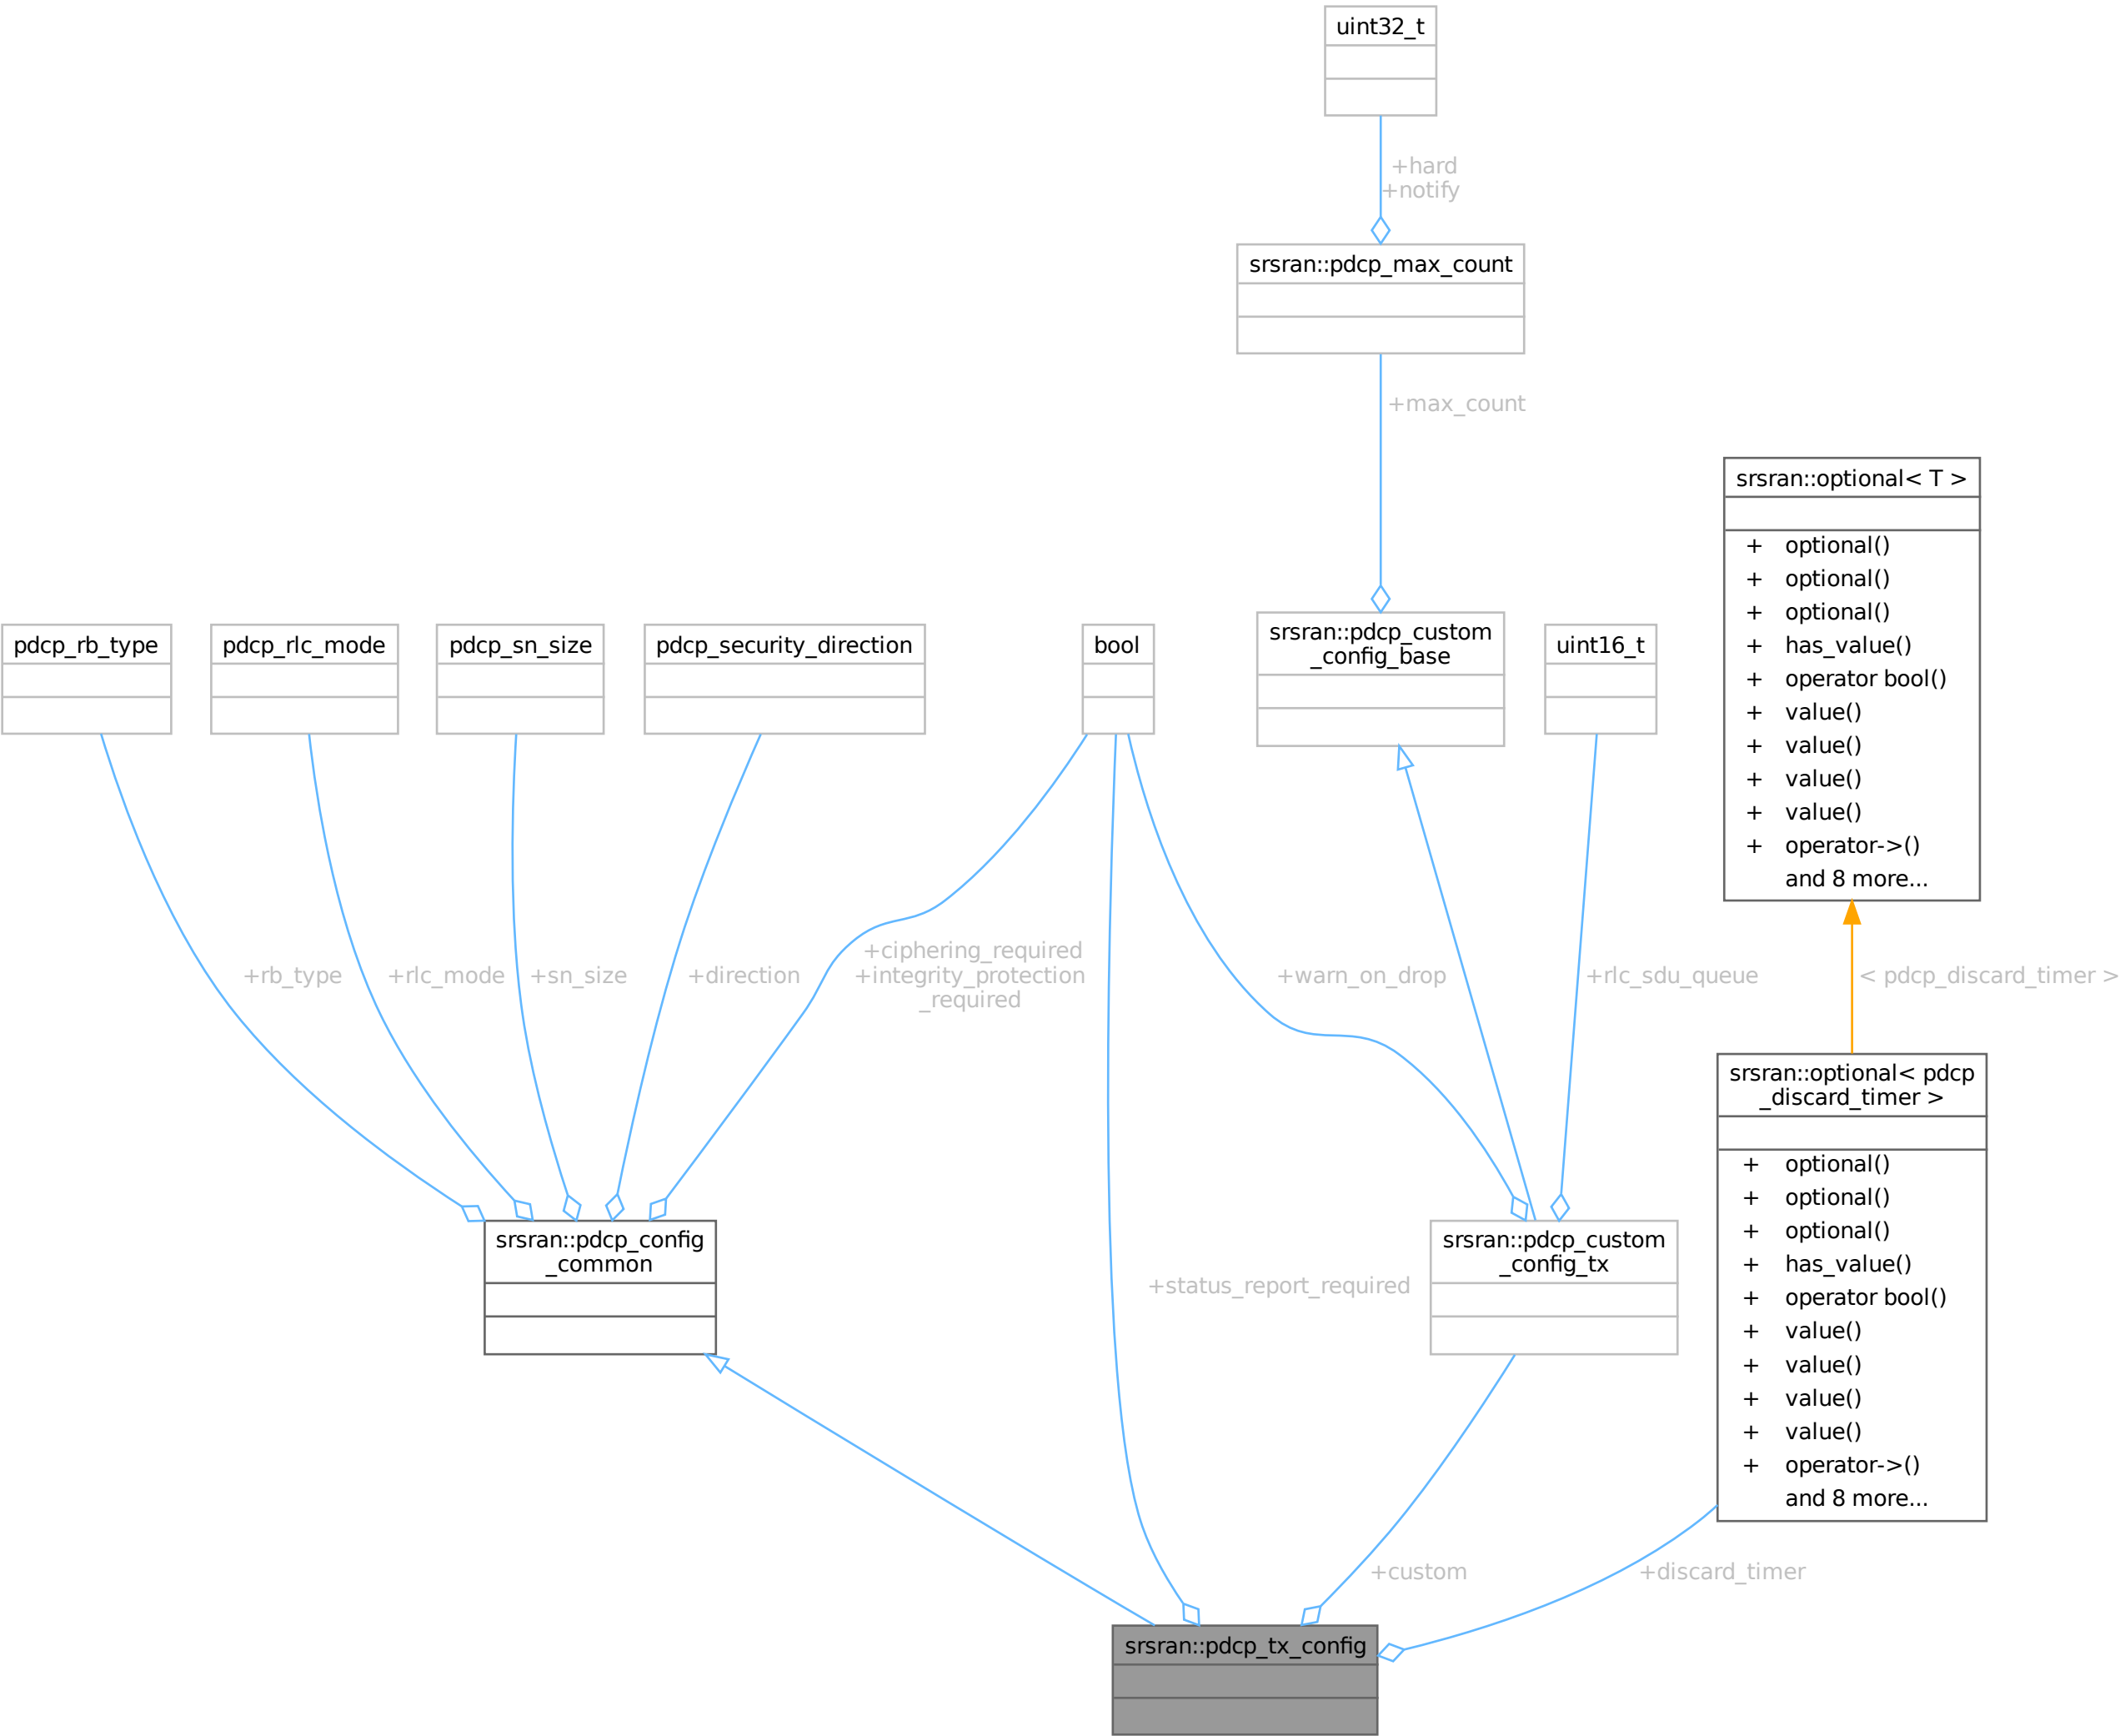 uint32_t
+hard
+notify
srsran::pdcp_max_count
+max_count
srsran::optional< T >
+ optional()
+ optional()
+ optional()
+ has_value()
+ operator bool()
+ value()
+ value()
+ value()
+ value()
+ operator->()
and 8 more...
pdcp_rb_type
pdcp_rlc_mode
pdcp_sn_size
pdcp_security_direction
bool
srsran::pdcp_custom
_config_base
uint16_t
+rb_type
+rlc_mode
+sn_size
+direction
+ciphering_required
+integrity_protection
_required
+warn_on_drop
+rlc_sdu_queue
< pdcp_discard_timer >
srsran::optional< pdcp
_discard_timer >
+ optional()
+ optional()
+ optional()
+ has_value()
+ operator bool()
+ value()
+ value()
+ value()
+ value()
+ operator->()
and 8 more...
srsran::pdcp_config
_common
+status_report_required
srsran::pdcp_custom
_config_tx
+custom
+discard_timer
srsran::pdcp_tx_config